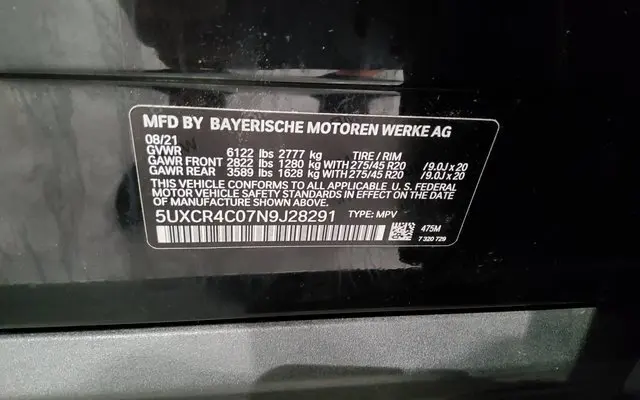 MFD BY BAYERISCHE MOTOREN WERKE AG
08/21
GVWR 6122 lbs 2777 kg TIRE / RIM
GAWR FRONT 2822 lbs 1280 kg WITH 275/45 R20 /9.0J x 20
GAWR REAR 3589 lbs 1628 kg WITH 275/45 R20 /9.0J x 20
THIS VEHICLE CONFORMS TO ALL APPLICABLE U.S. FEDERAL
MOTOR VEHICLE SAFETY STANDARDS IN EFFECT ON THE DATE
OF MANUFACTURE SHOWN ABOVE.
5UXCR4C07N9J28291 TYPE: MPV
475M
7 320 729